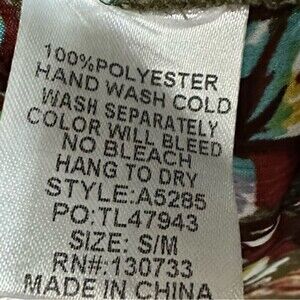 100%POLYESTER
HAND WASH COLD
WASH SEPARATELY
COLOR WILL BLEED
NO BLEACH
HANG TO DRY
STYLE:A5285
PO:TL47943
SIZE: S/M
RN#:130733
MADE IN CHINA